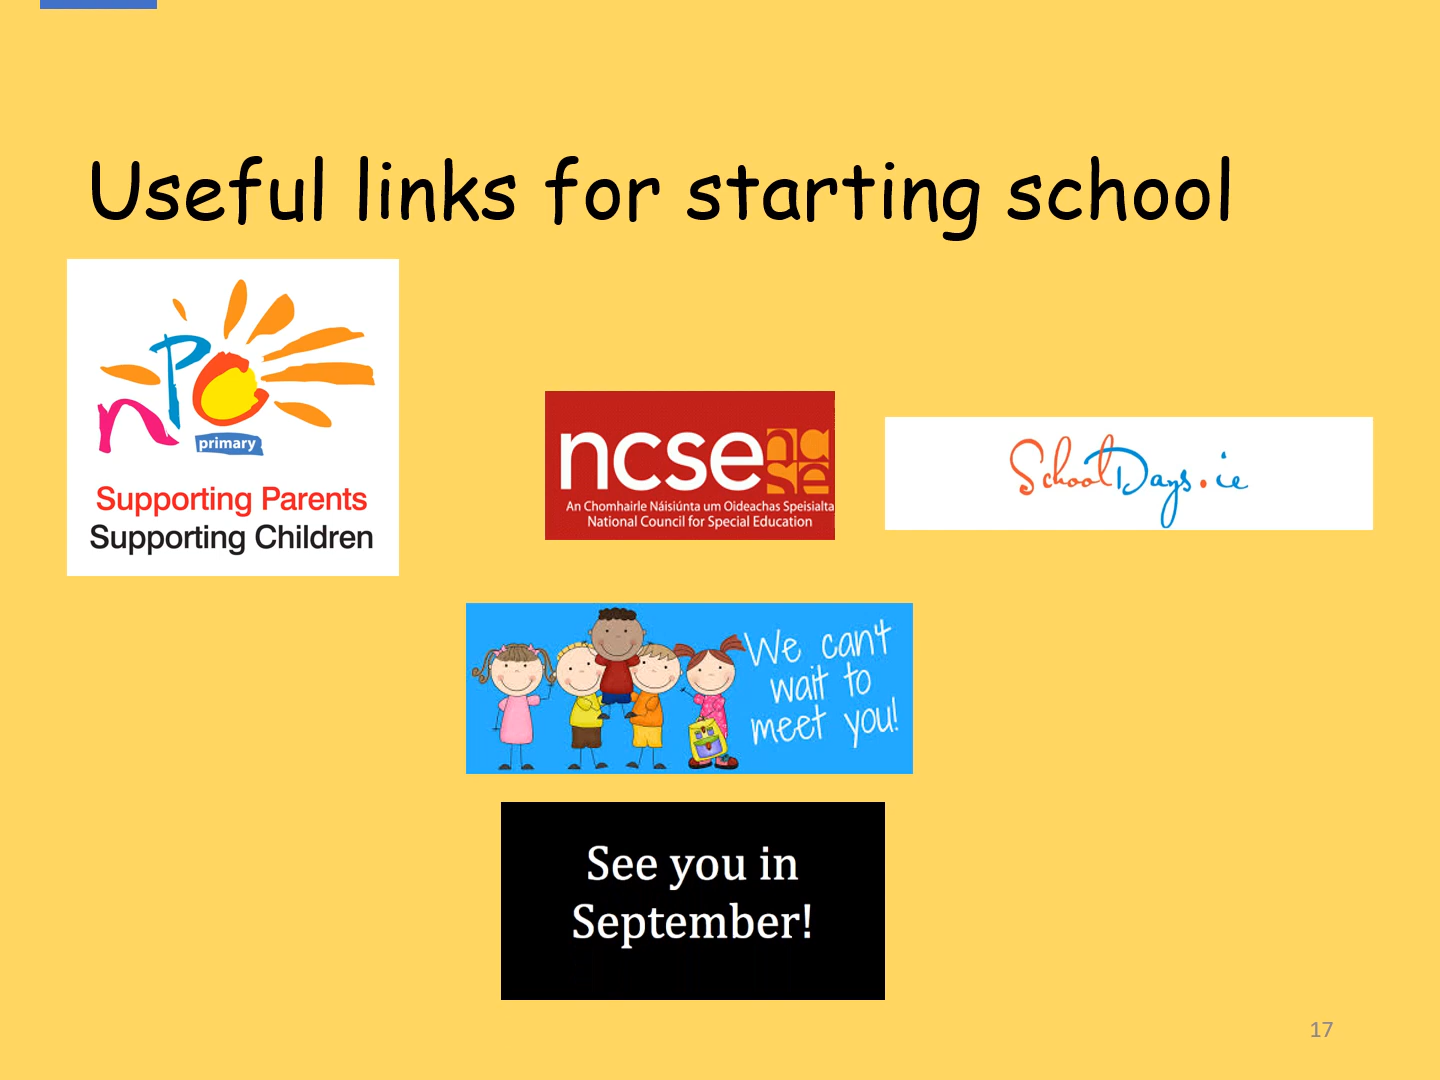 Useful links for starting school
nPC
primary
Supporting Parents
Supporting Children
ncse
An Chomhairle Náisiúnta um Oideachas Speisialta
National Council for Special Education
SchoolDays.ie
We can't
wait to
meet you!
See you in
September!
17